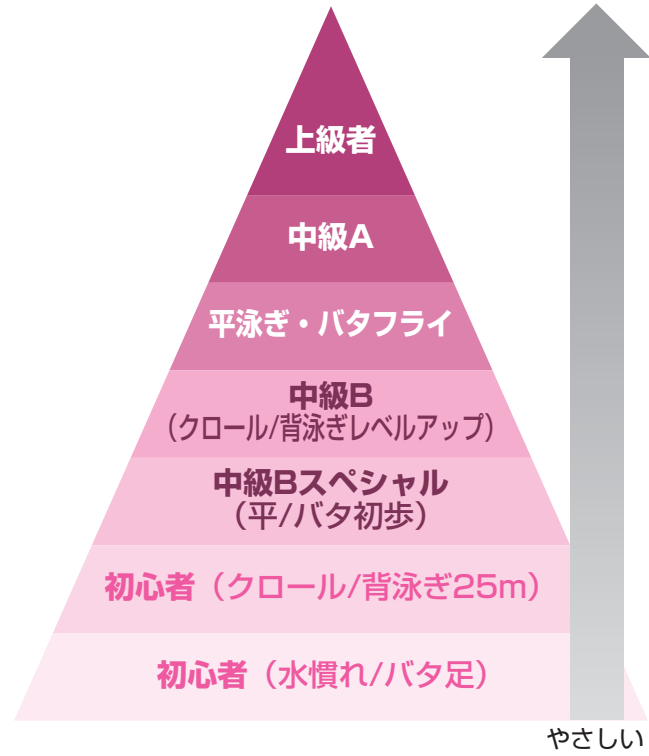 上級者
中級A
平泳ぎ・バタフライ
中級B
（クロール/背泳ぎレベルアップ）
中級Bスペシャル
（平/バタ初歩）
初心者（クロール/背泳ぎ25m）
初心者（水慣れ/バタ足）
やさしい